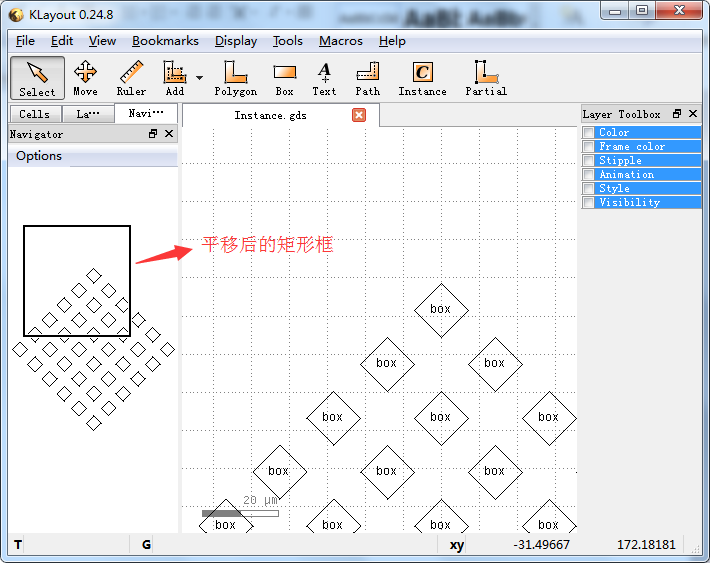 KLayout 0.24.8
File Edit View Bookmarks Display Tools Macros Help
Select Move Ruler Add Polygon Box Text Path Instance Partial
Cells La··· Navi··· Instance.gds Layer Toolbox
Navigator
Options
Color
Frame color
Stipple
Animation
Style
Visibility
平移后的矩形框
box
box box
box box box
box box box
20 μm
box box box box
T G xy -31.49667 172.18181